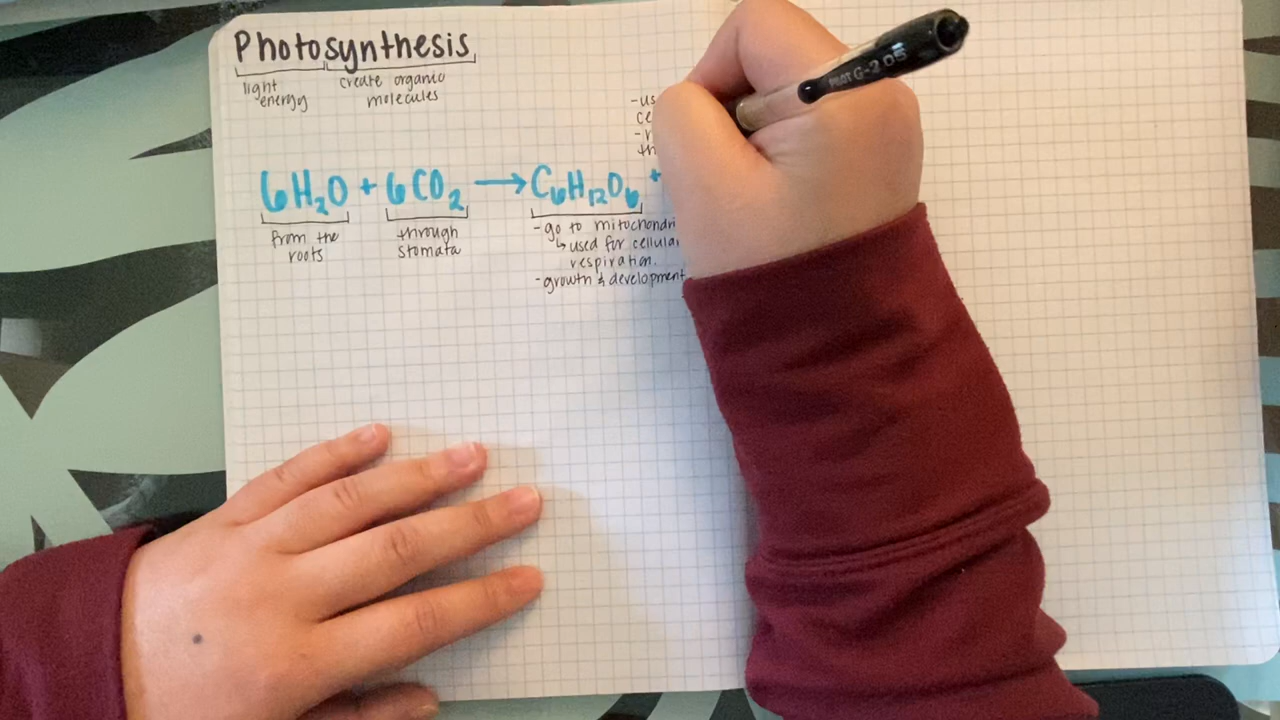 Photosynthesis
light
energy
create organic
molecules
6H₂O + 6CO₂ → C₆H₁₂O₆ +
from the
roots
through
stomata
- go to mitochondri
↳ used for cellular
respiration.
- growth & development
PILOT G-2 05